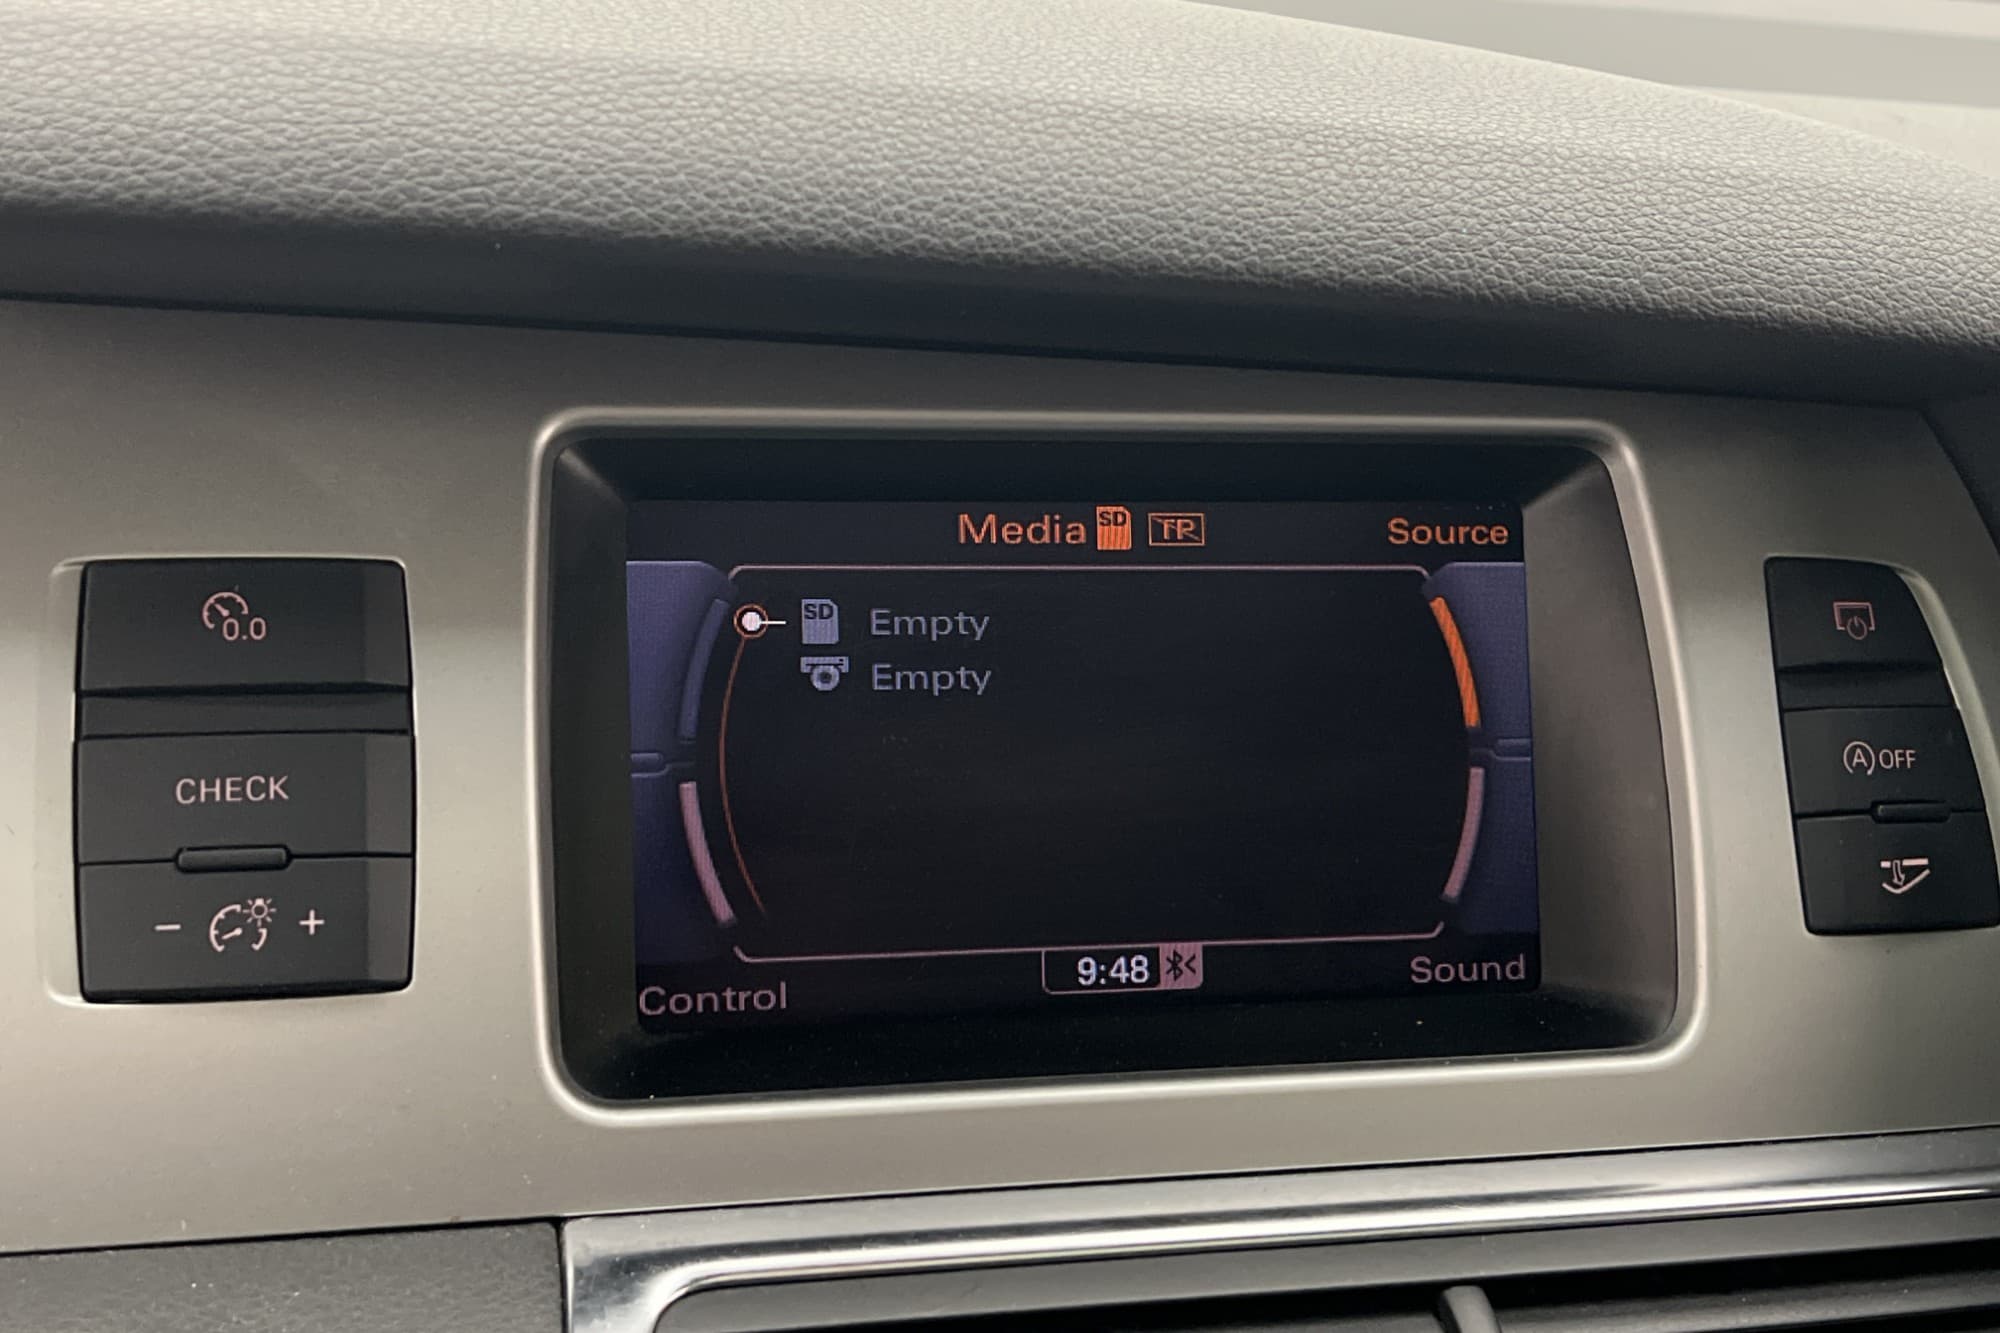 Media SD TR Source
SD Empty
Empty
Control 9:48 Sound
0.0
CHECK
- +
A OFF